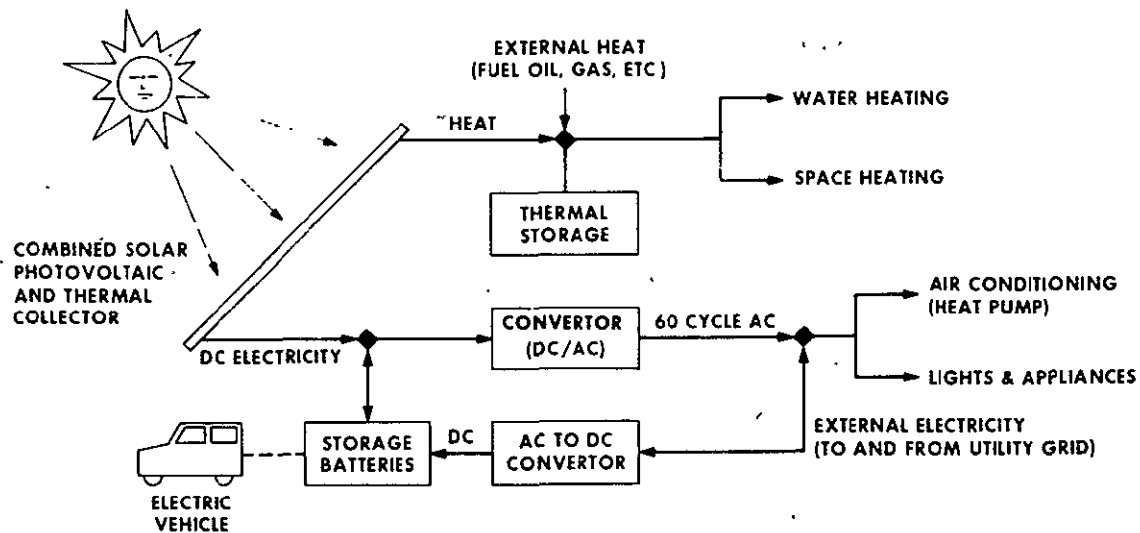 EXTERNAL HEAT
(FUEL OIL, GAS, ETC)
HEAT
WATER HEATING
SPACE HEATING
THERMAL
STORAGE
COMBINED SOLAR
PHOTOVOLTAIC
AND THERMAL
COLLECTOR
DC ELECTRICITY
CONVERTOR
(DC/AC)
60 CYCLE AC
AIR CONDITIONING
(HEAT PUMP)
LIGHTS & APPLIANCES
EXTERNAL ELECTRICITY
(TO AND FROM UTILITY GRID)
AC TO DC
CONVERTOR
DC
STORAGE
BATTERIES
ELECTRIC
VEHICLE